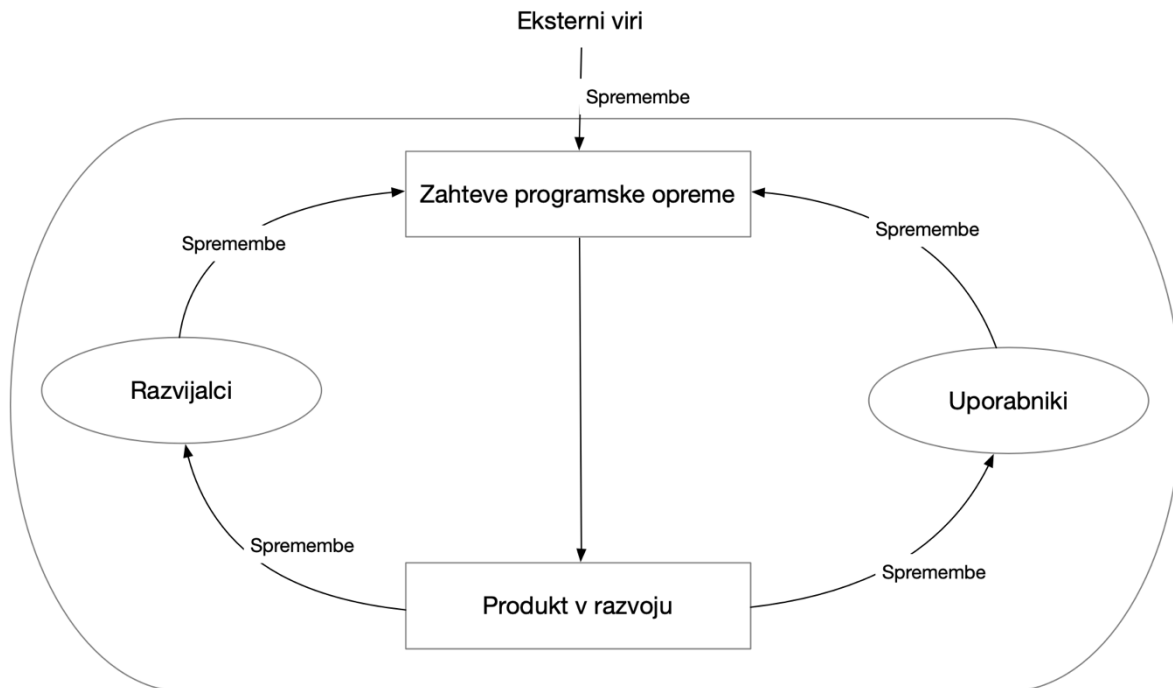 Eksterni viri
Spremembe
Zahteve programske opreme
Spremembe
Spremembe
Razvijalci
Uporabniki
Spremembe
Spremembe
Produkt v razvoju